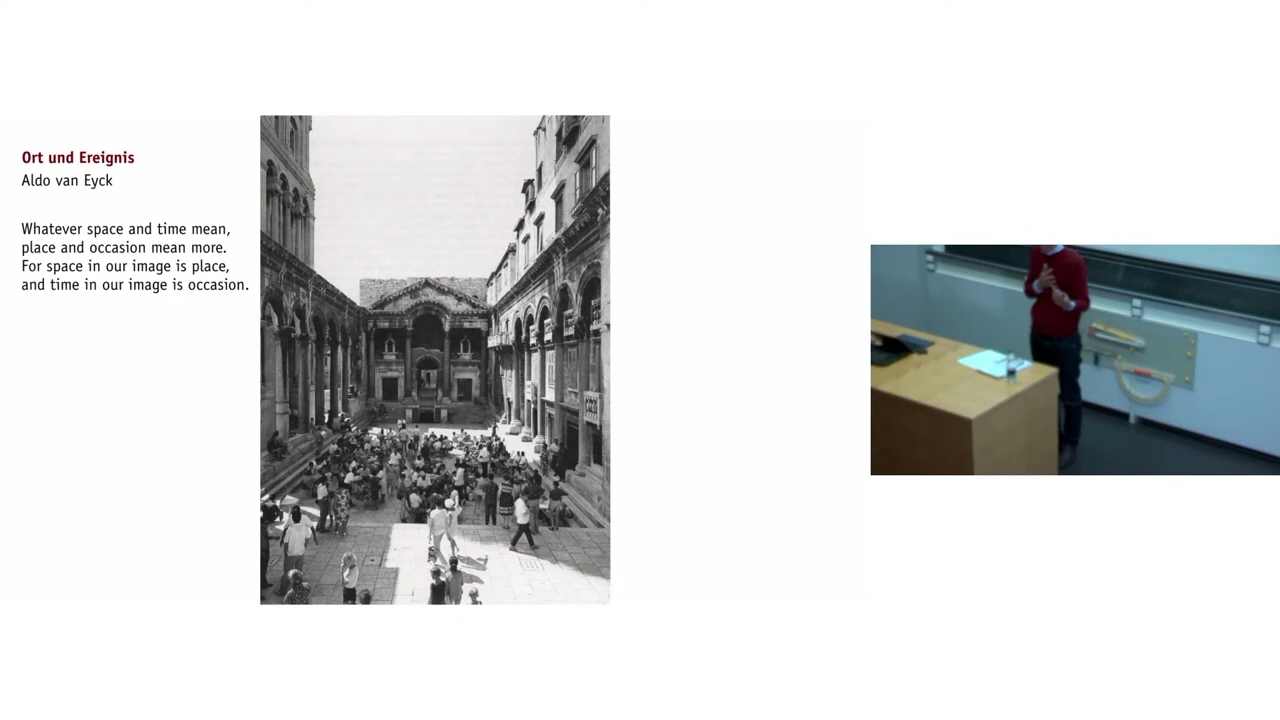 Ort und Ereignis
Aldo van Eyck
Whatever space and time mean,
place and occasion mean more.
For space in our image is place,
and time in our image is occasion.